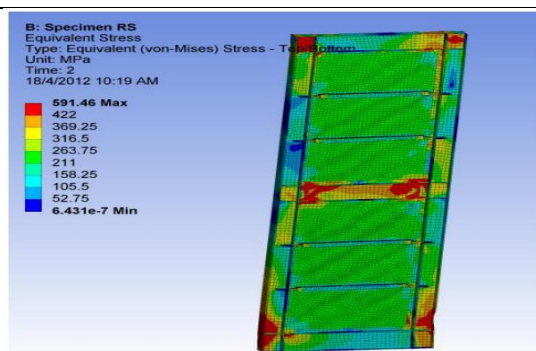 B: Specimen RS
Equivalent Stress
Type: Equivalent (von-Mises) Stress - Top/Bottom
Unit: MPa
Time: 2
18/4/2012 10:19 AM
591.46 Max
422
369.25
316.5
263.75
211
158.25
105.5
52.75
6.431e-7 Min